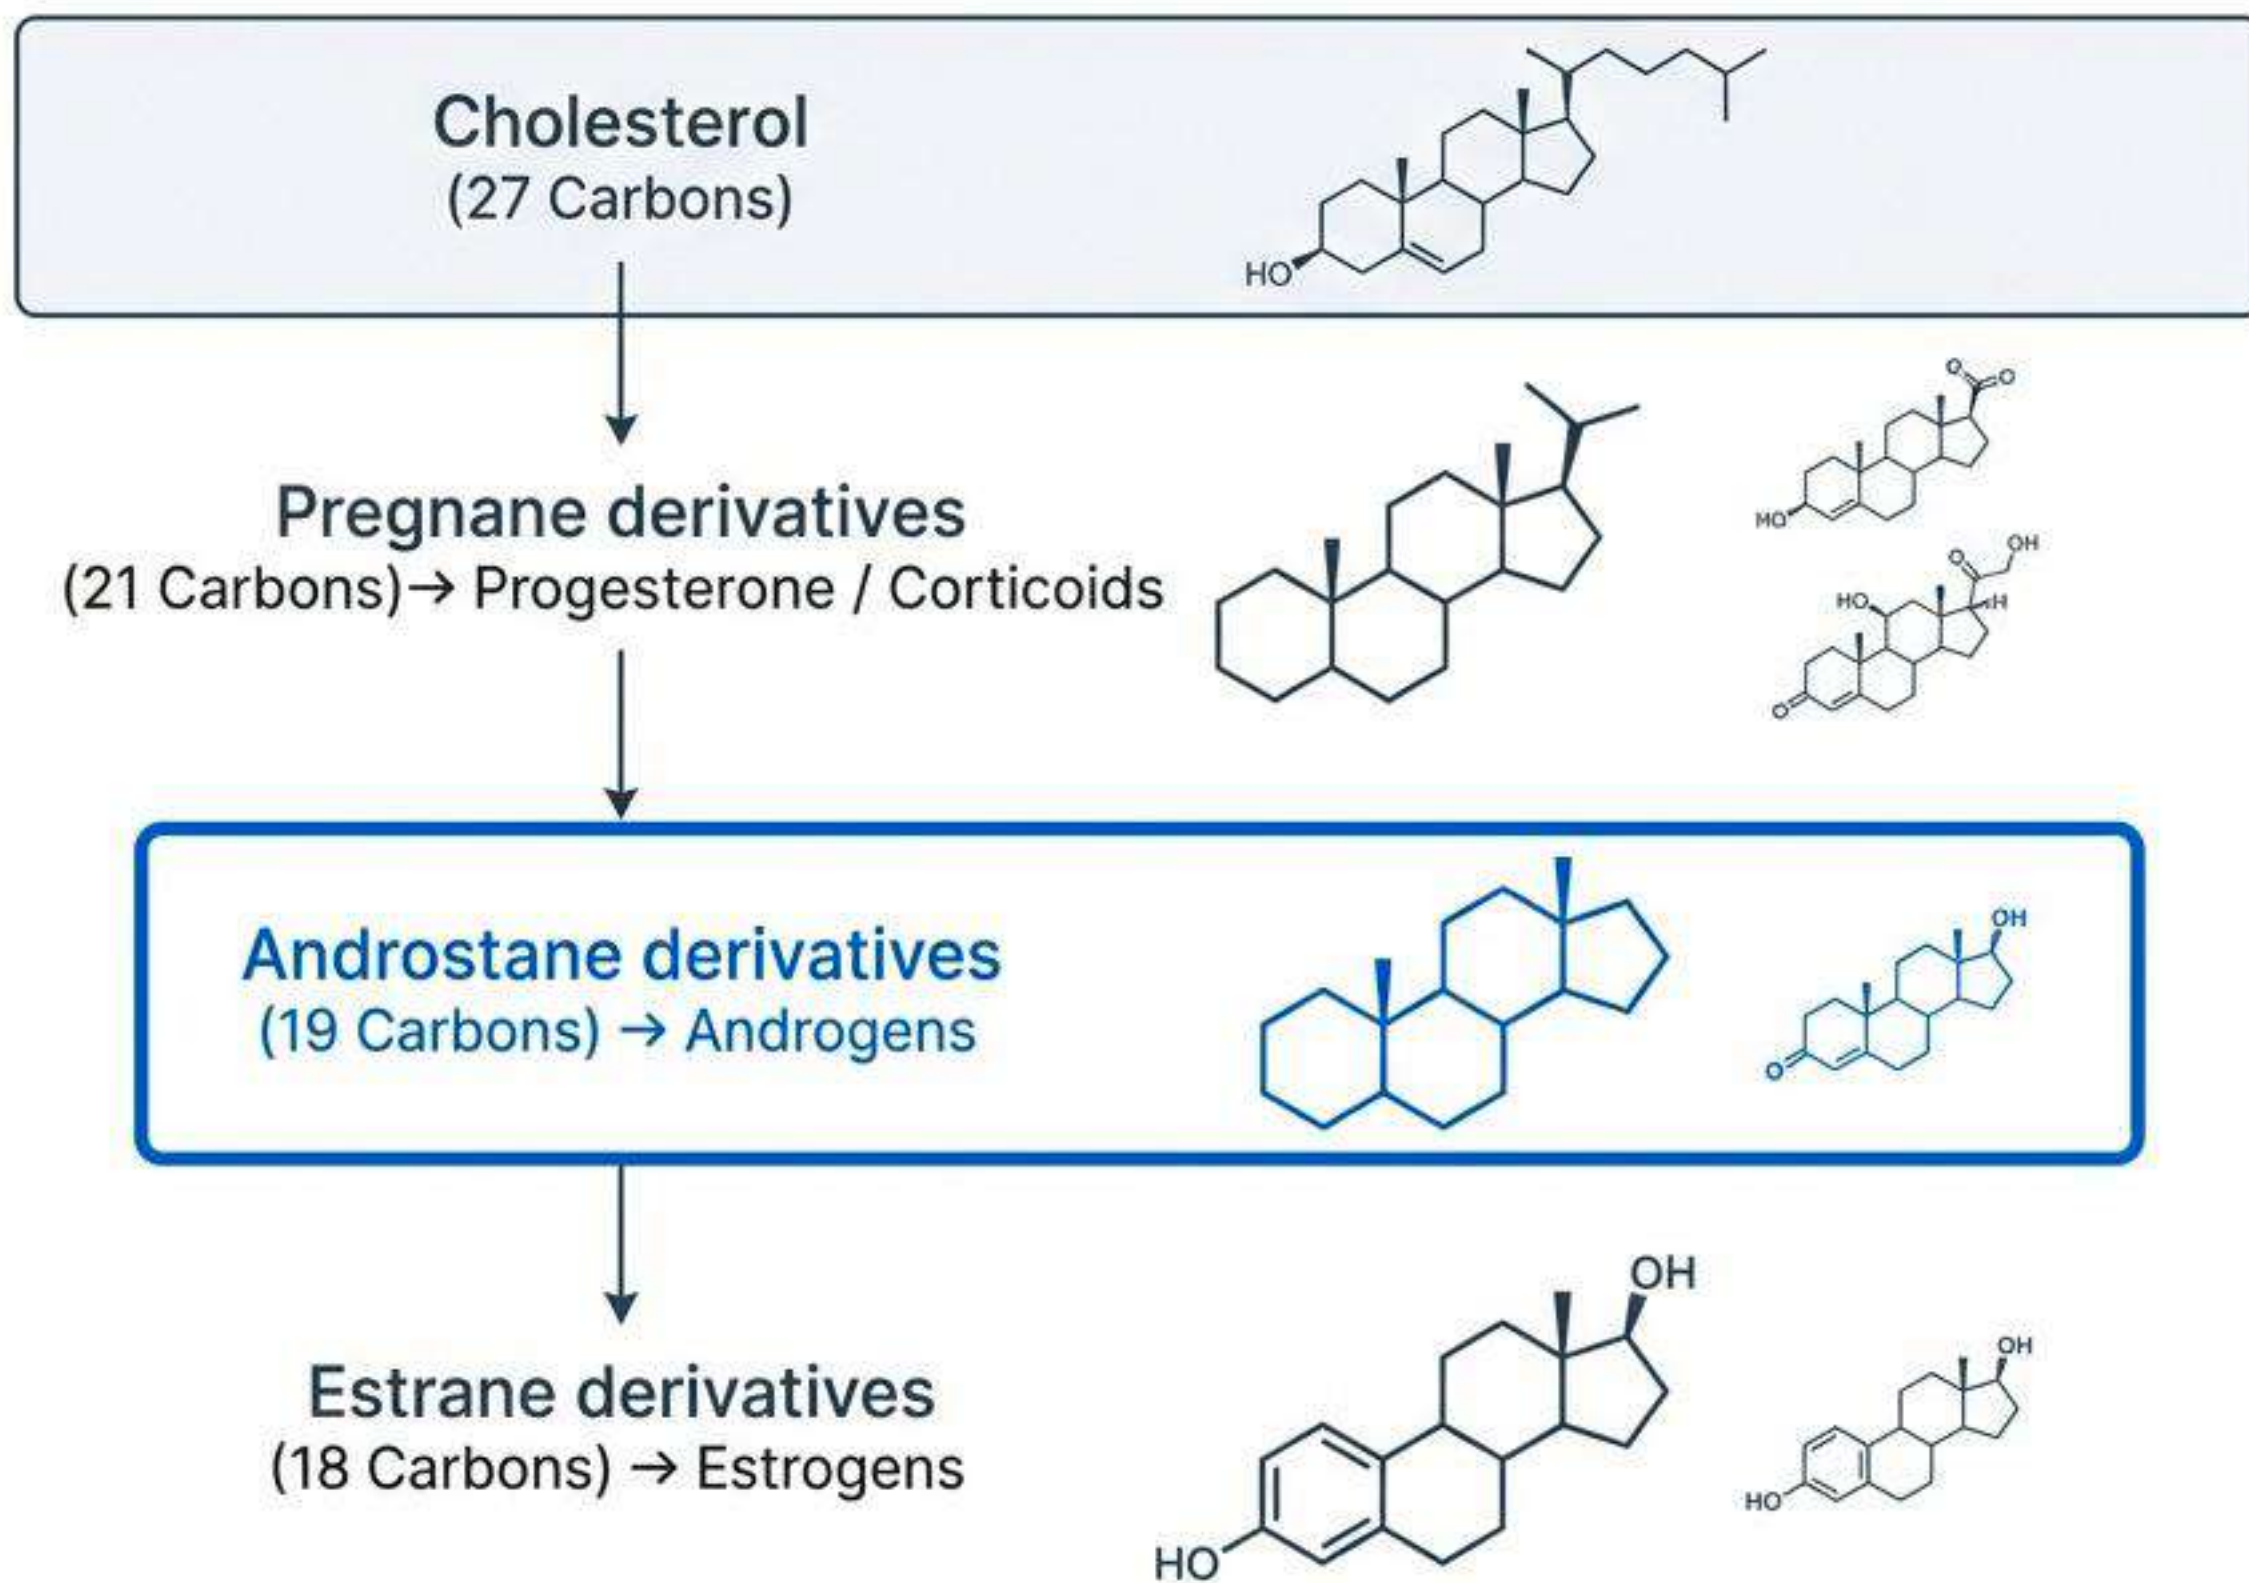 Cholesterol
(27 Carbons)
HO
Pregnane derivatives
(21 Carbons)→ Progesterone / Corticoids
O O
HO
O OH
HO H
O
Androstane derivatives
(19 Carbons) → Androgens
OH
O
Estrane derivatives
(18 Carbons) → Estrogens
OH
HO
OH
HO